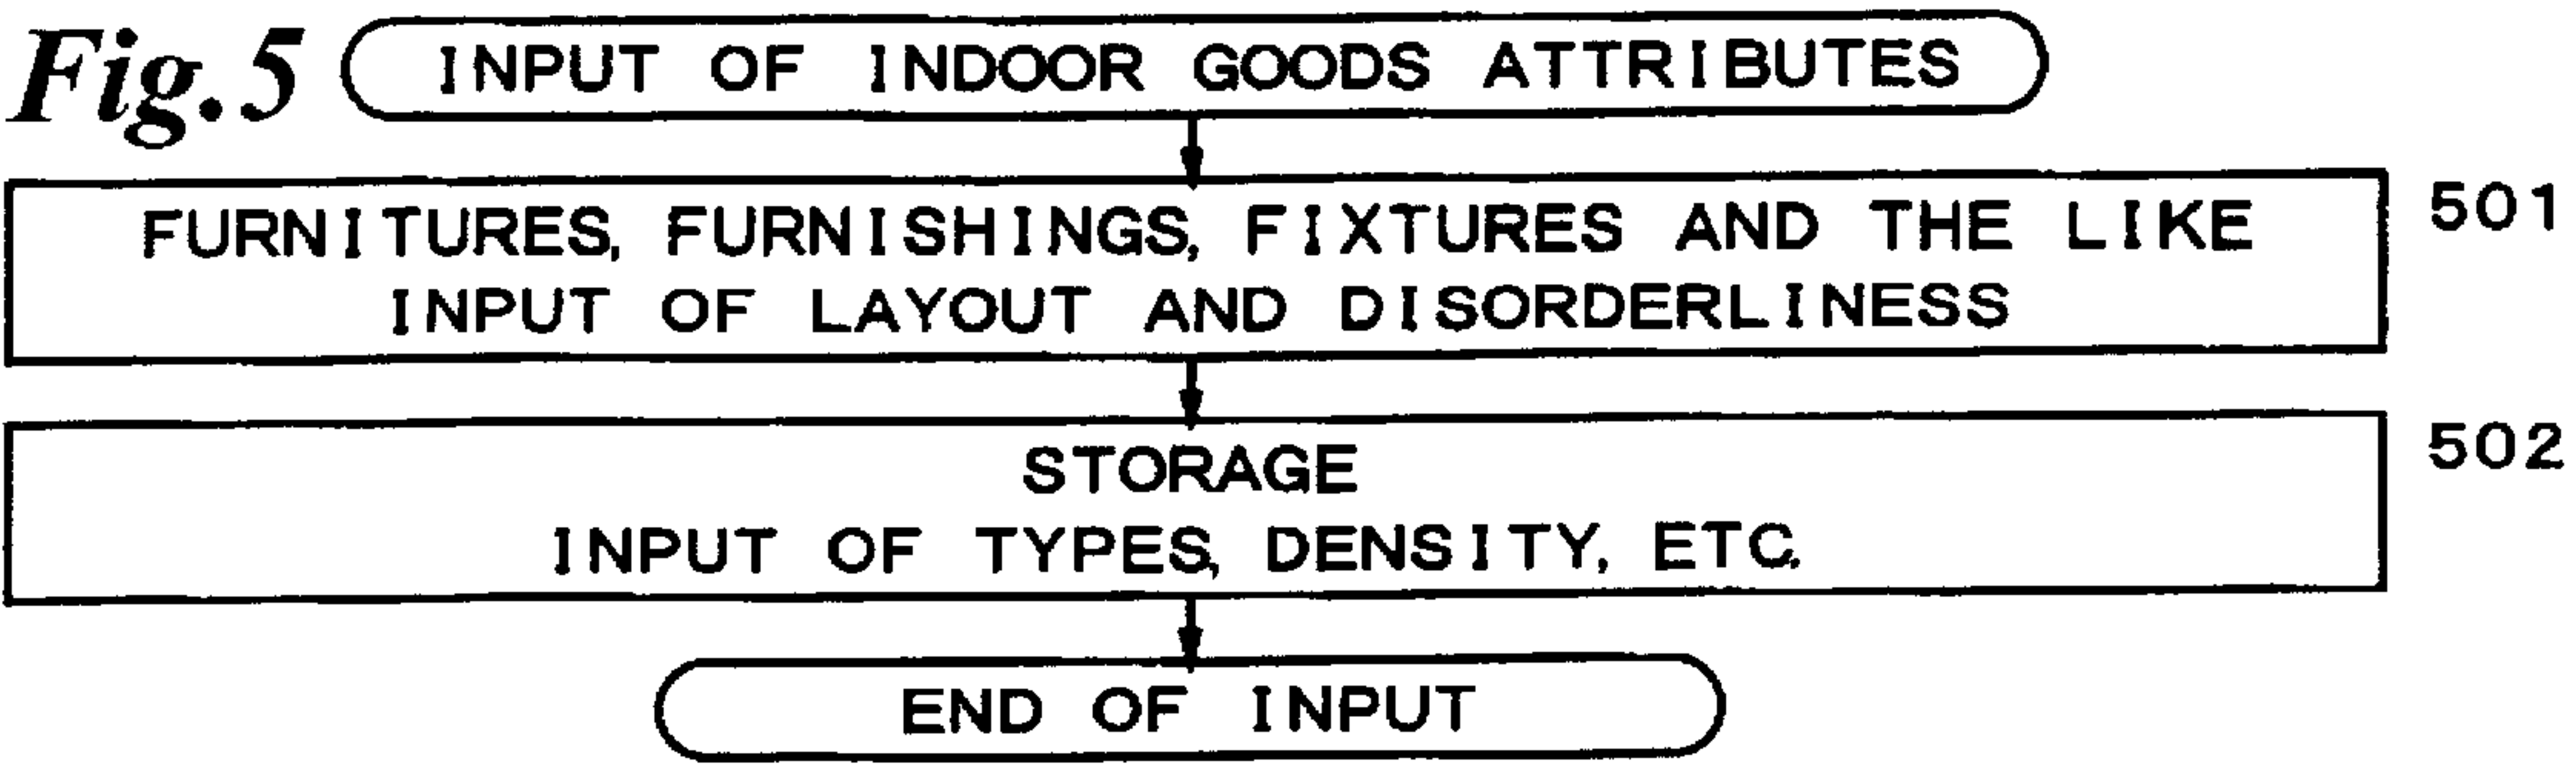 Fig.5
INPUT OF INDOOR GOODS ATTRIBUTES
FURNITURES, FURNISHINGS, FIXTURES AND THE LIKE
INPUT OF LAYOUT AND DISORDERLINESS
501
STORAGE
INPUT OF TYPES, DENSITY, ETC.
502
END OF INPUT